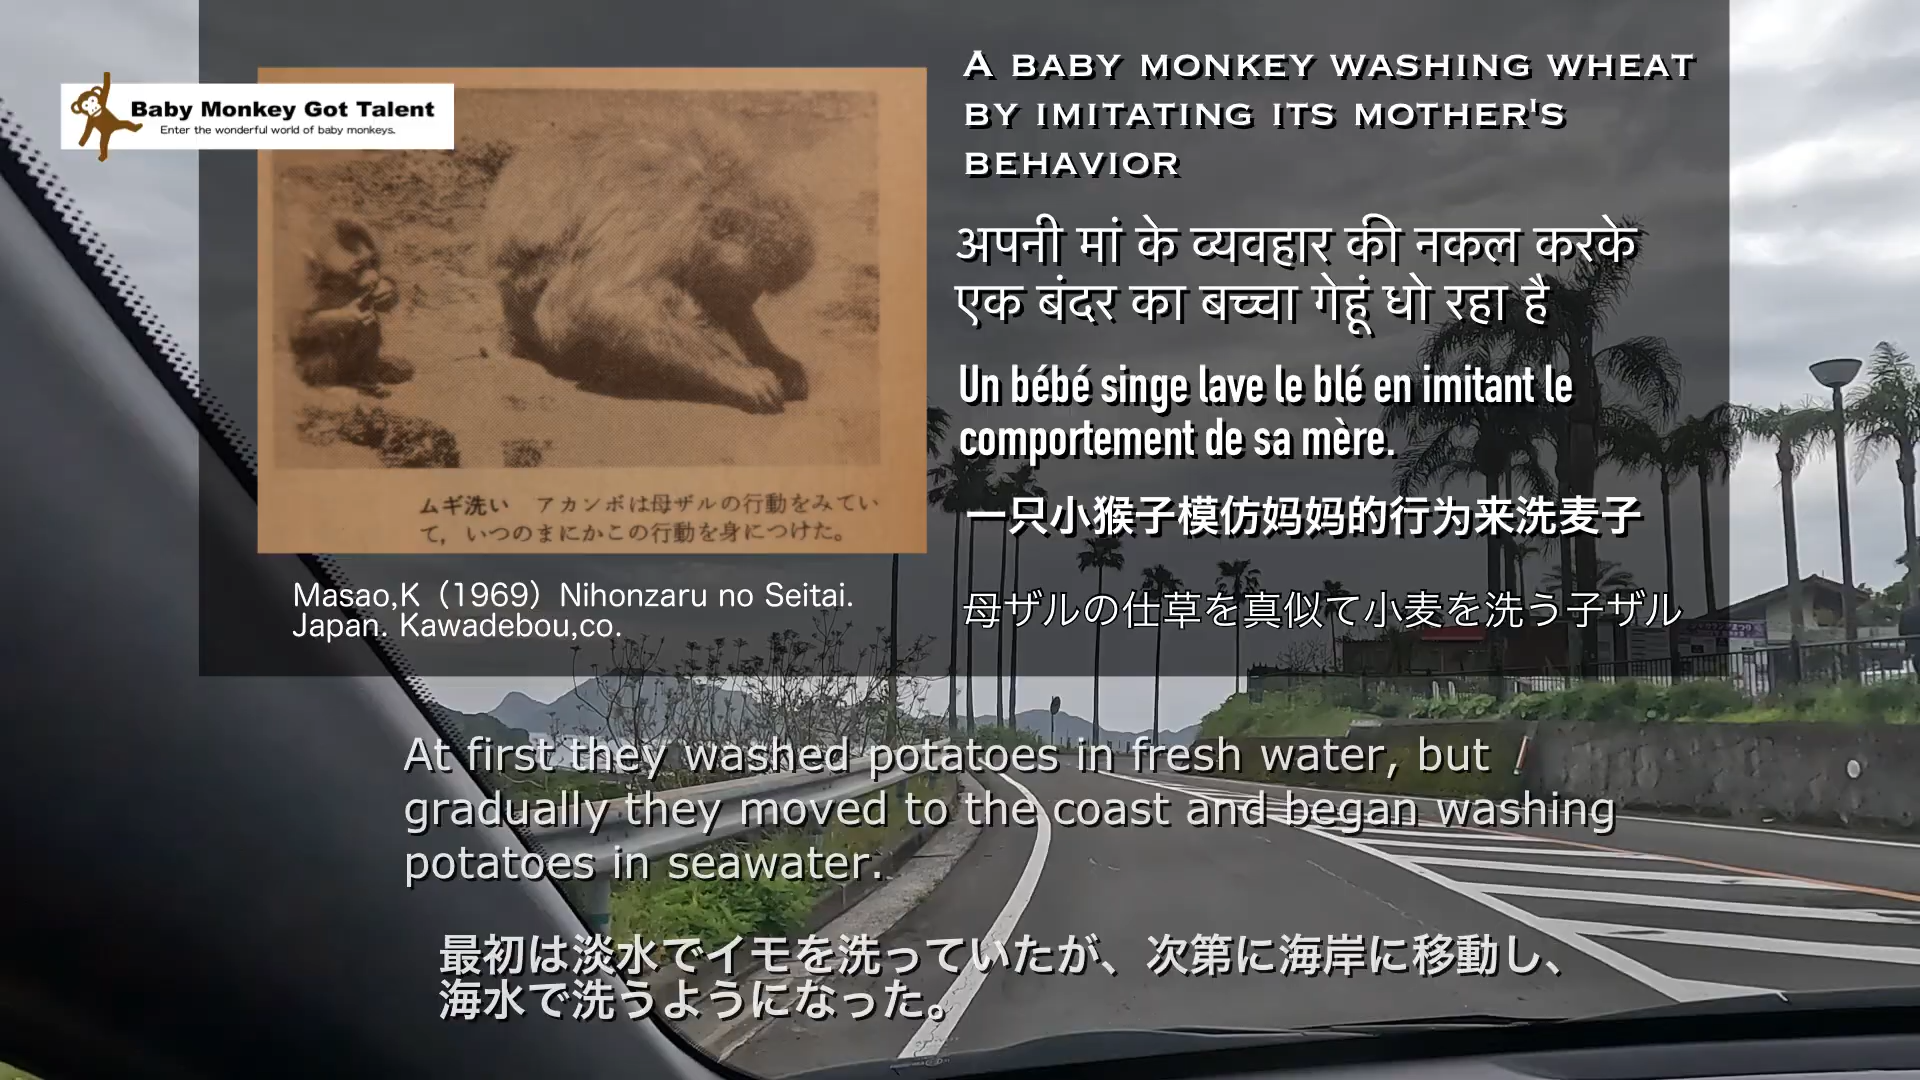 Baby Monkey Got Talent
Enter the wonderful world of baby monkeys.
ムギ洗い　アカンボは母ザルの行動をみてい
て，いつのまにかこの行動を身につけた。
Masao,K（1969）Nihonzaru no Seitai.
Japan. Kawadebou,co.
A BABY MONKEY WASHING WHEAT
BY IMITATING ITS MOTHER'S
BEHAVIOR
अपनी मां के व्यवहार की नकल करके
एक बंदर का बच्चा गेहूं धो रहा है
Un bébé singe lave le blé en imitant le
comportement de sa mère.
一只小猴子模仿妈妈的行为来洗麦子
母ザルの仕草を真似て小麦を洗う子ザル
At first they washed potatoes in fresh water, but
gradually they moved to the coast and began washing
potatoes in seawater.
最初は淡水でイモを洗っていたが、次第に海岸に移動し、
海水で洗うようになった。